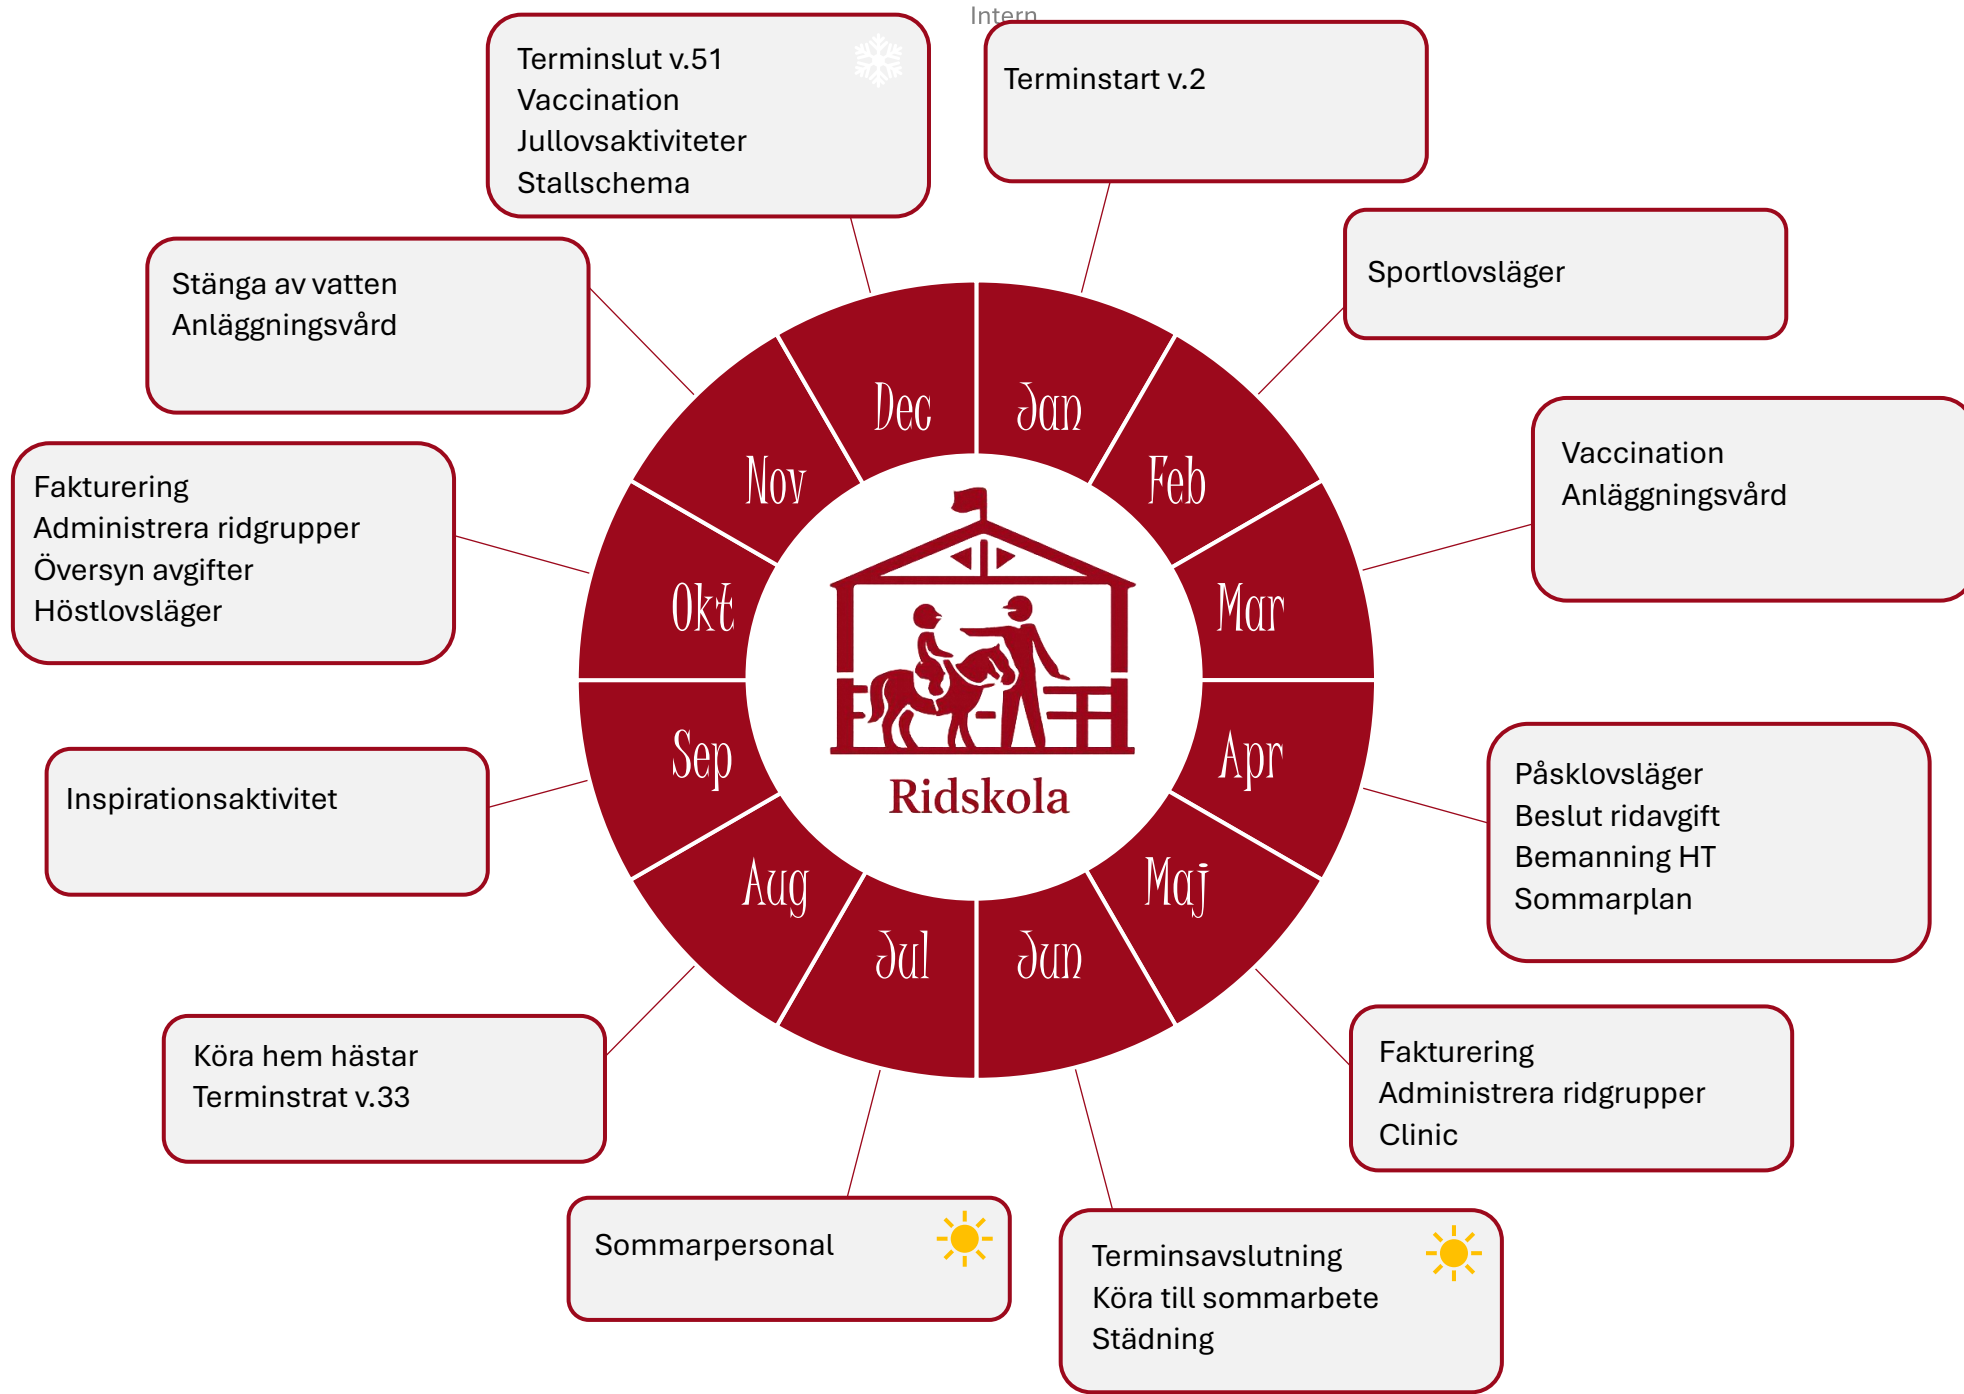 Intern
Terminslut v.51
Vaccination
Jullovsaktiviteter
Stallschema
Terminstart v.2
Sportlovsläger
Stänga av vatten
Anläggningsvård
Vaccination
Anläggningsvård
Fakturering
Administrera ridgrupper
Översyn avgifter
Höstlovsläger
Dec
Jan
Nov
Feb
Okt
Mar
Sep
Apr
Aug
Maj
Jul
Jun
Ridskola
Inspirationsaktivitet
Påsklovsläger
Beslut ridavgift
Bemanning HT
Sommarplan
Köra hem hästar
Terminstrat v.33
Fakturering
Administrera ridgrupper
Clinic
Sommarpersonal
Terminsavslutning
Köra till sommarbete
Städning